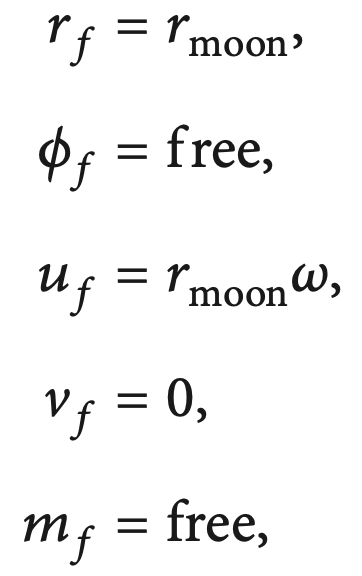 r_f = r_moon,
ϕ_f = free,
u_f = r_moon ω,
v_f = 0,
m_f = free,